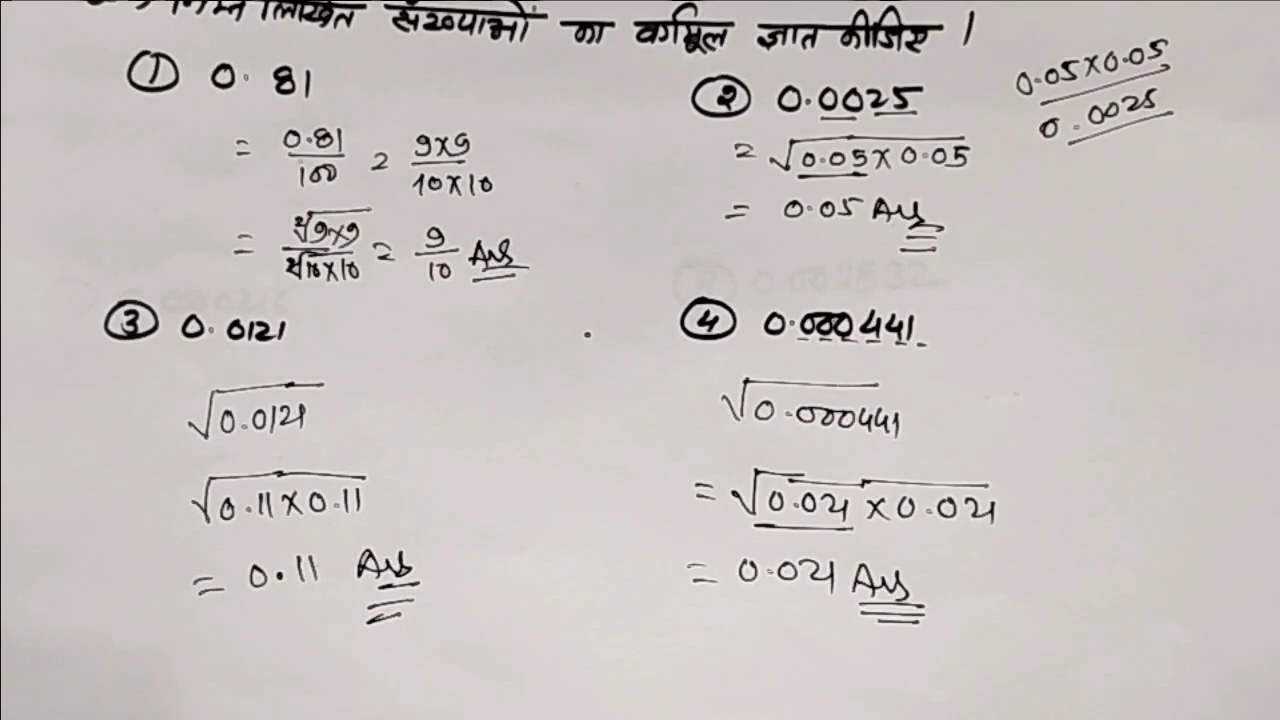 निम्न लिखित संख्याओं का वर्गमूल ज्ञात कीजिए ।
① 0.81
= 0.81/100 = 9×9/10×10
= √9×9/√10×10 = 9/10 Ans
② 0.0025
= √0.05×0.05
= 0.05 Ans
0.05×0.05
0.0025
③ 0.0121
√0.0121
√0.11×0.11
= 0.11 Ans
④ 0.000441
√0.000441
= √0.021×0.021
= 0.021 Ans